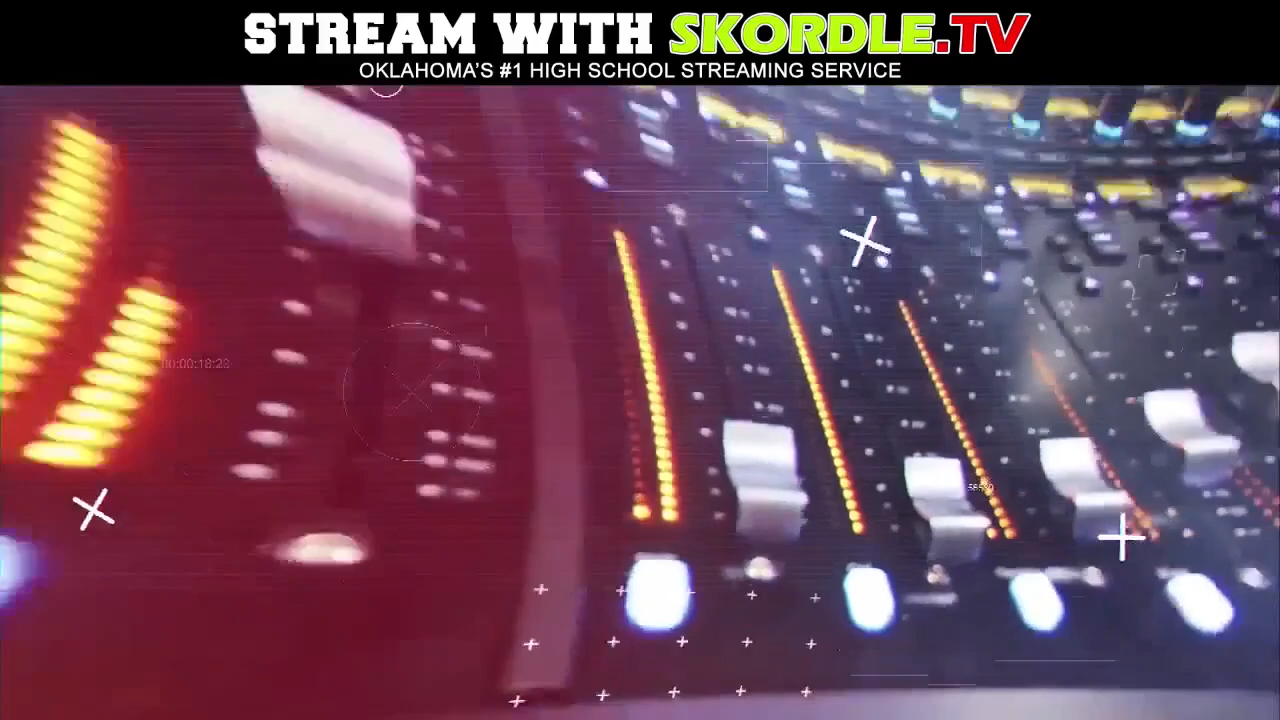 STREAM WITH SKORDLE.TV
OKLAHOMA'S #1 HIGH SCHOOL STREAMING SERVICE